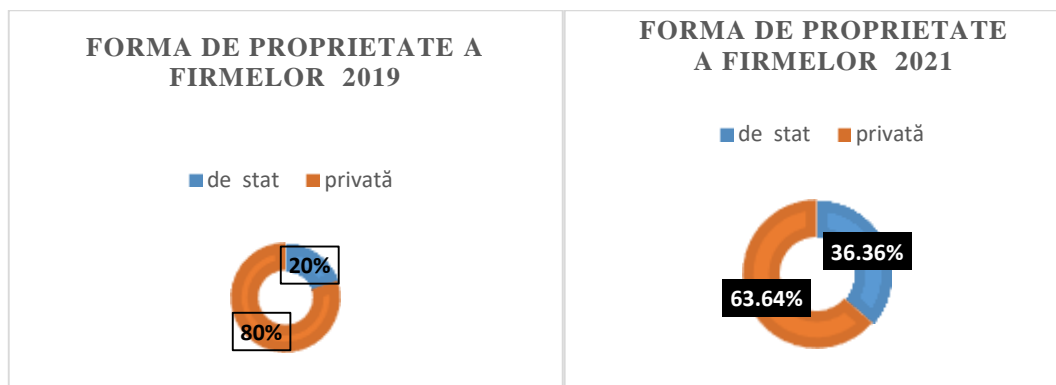 FORMA DE PROPRIETATE A
FIRMELOR 2019
de stat
privată
20%
80%
FORMA DE PROPRIETATE
A FIRMELOR 2021
de stat
privată
36.36%
63.64%